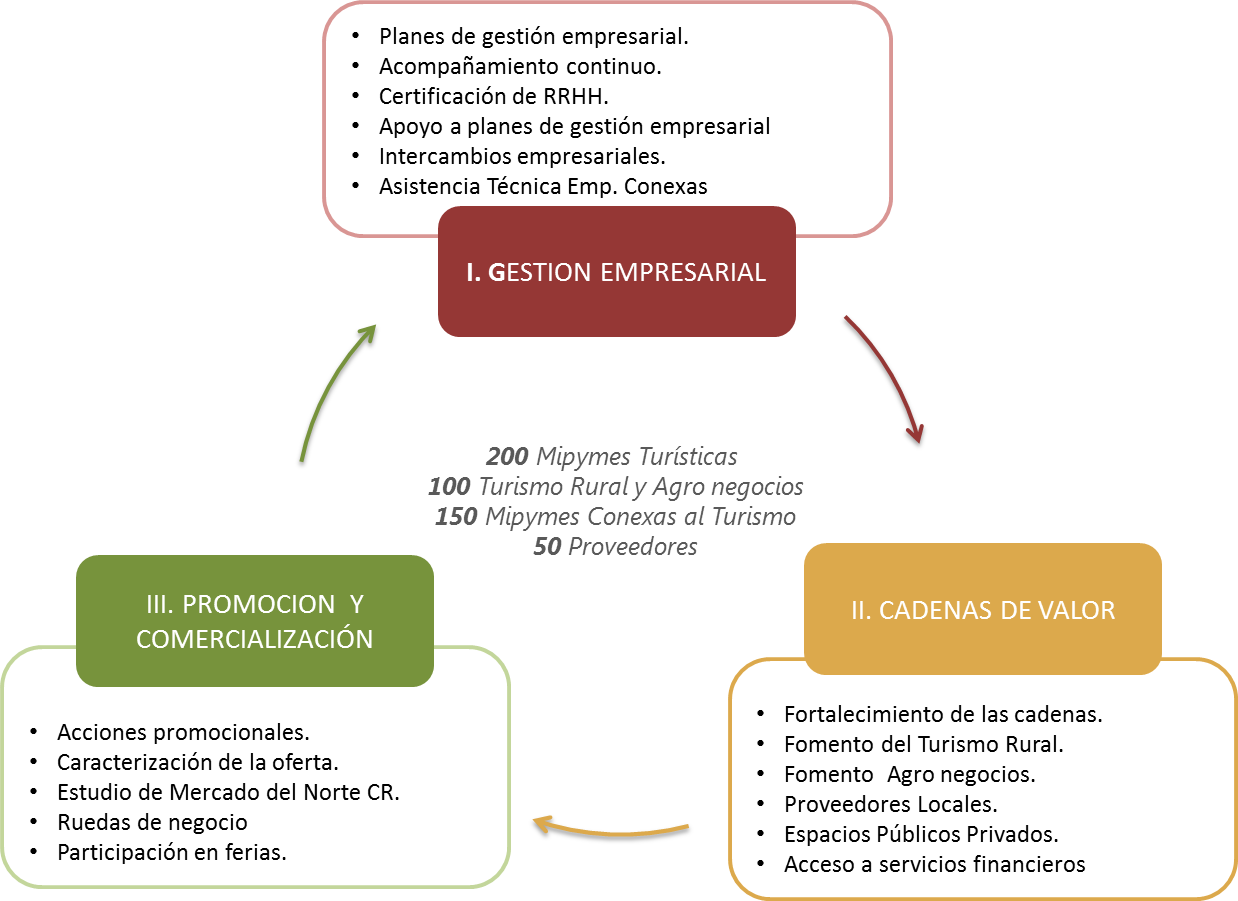 • Planes de gestión empresarial.
• Acompañamiento continuo.
• Certificación de RRHH.
• Apoyo a planes de gestión empresarial
• Intercambios empresariales.
• Asistencia Técnica Emp. Conexas
I. GESTION EMPRESARIAL
200 Mipymes Turísticas
100 Turismo Rural y Agro negocios
150 Mipymes Conexas al Turismo
50 Proveedores
II. CADENAS DE VALOR
• Fortalecimiento de las cadenas.
• Fomento del Turismo Rural.
• Fomento  Agro negocios.
• Proveedores Locales.
• Espacios Públicos Privados.
• Acceso a servicios financieros
III. PROMOCION  Y
COMERCIALIZACIÓN
• Acciones promocionales.
• Caracterización de la oferta.
• Estudio de Mercado del Norte CR.
• Ruedas de negocio
• Participación en ferias.